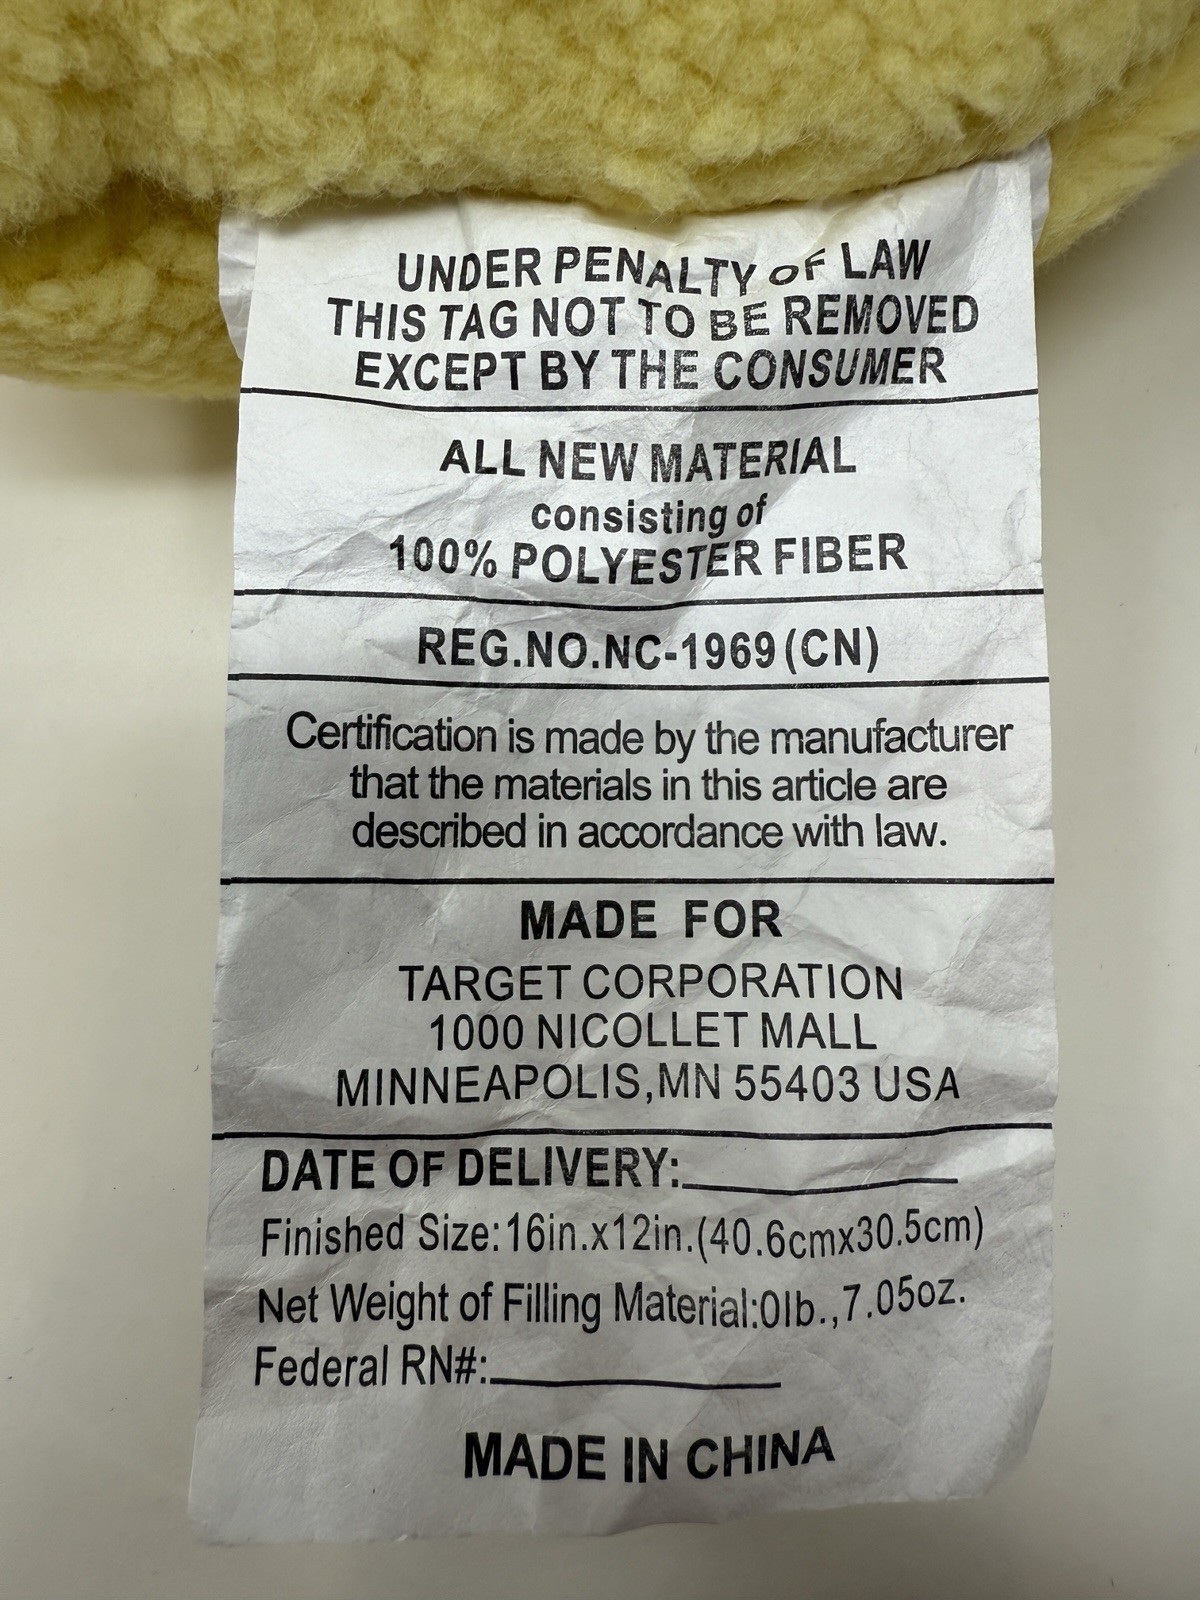 UNDER PENALTY OF LAW
THIS TAG NOT TO BE REMOVED
EXCEPT BY THE CONSUMER
ALL NEW MATERIAL
consisting of
100% POLYESTER FIBER
REG.NO.NC-1969(CN)
Certification is made by the manufacturer
that the materials in this article are
described in accordance with law.
MADE FOR
TARGET CORPORATION
1000 NICOLLET MALL
MINNEAPOLIS,MN 55403 USA
DATE OF DELIVERY:
Finished Size:16in.x12in.(40.6cmx30.5cm)
Net Weight of Filling Material:0lb.,7.05oz.
Federal RN#:
MADE IN CHINA